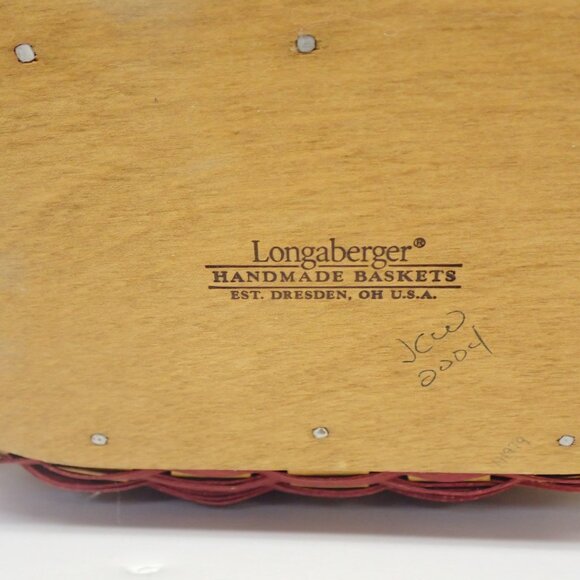 Longaberger®
HANDMADE BASKETS
EST. DRESDEN, OH U.S.A.
JCW
2004